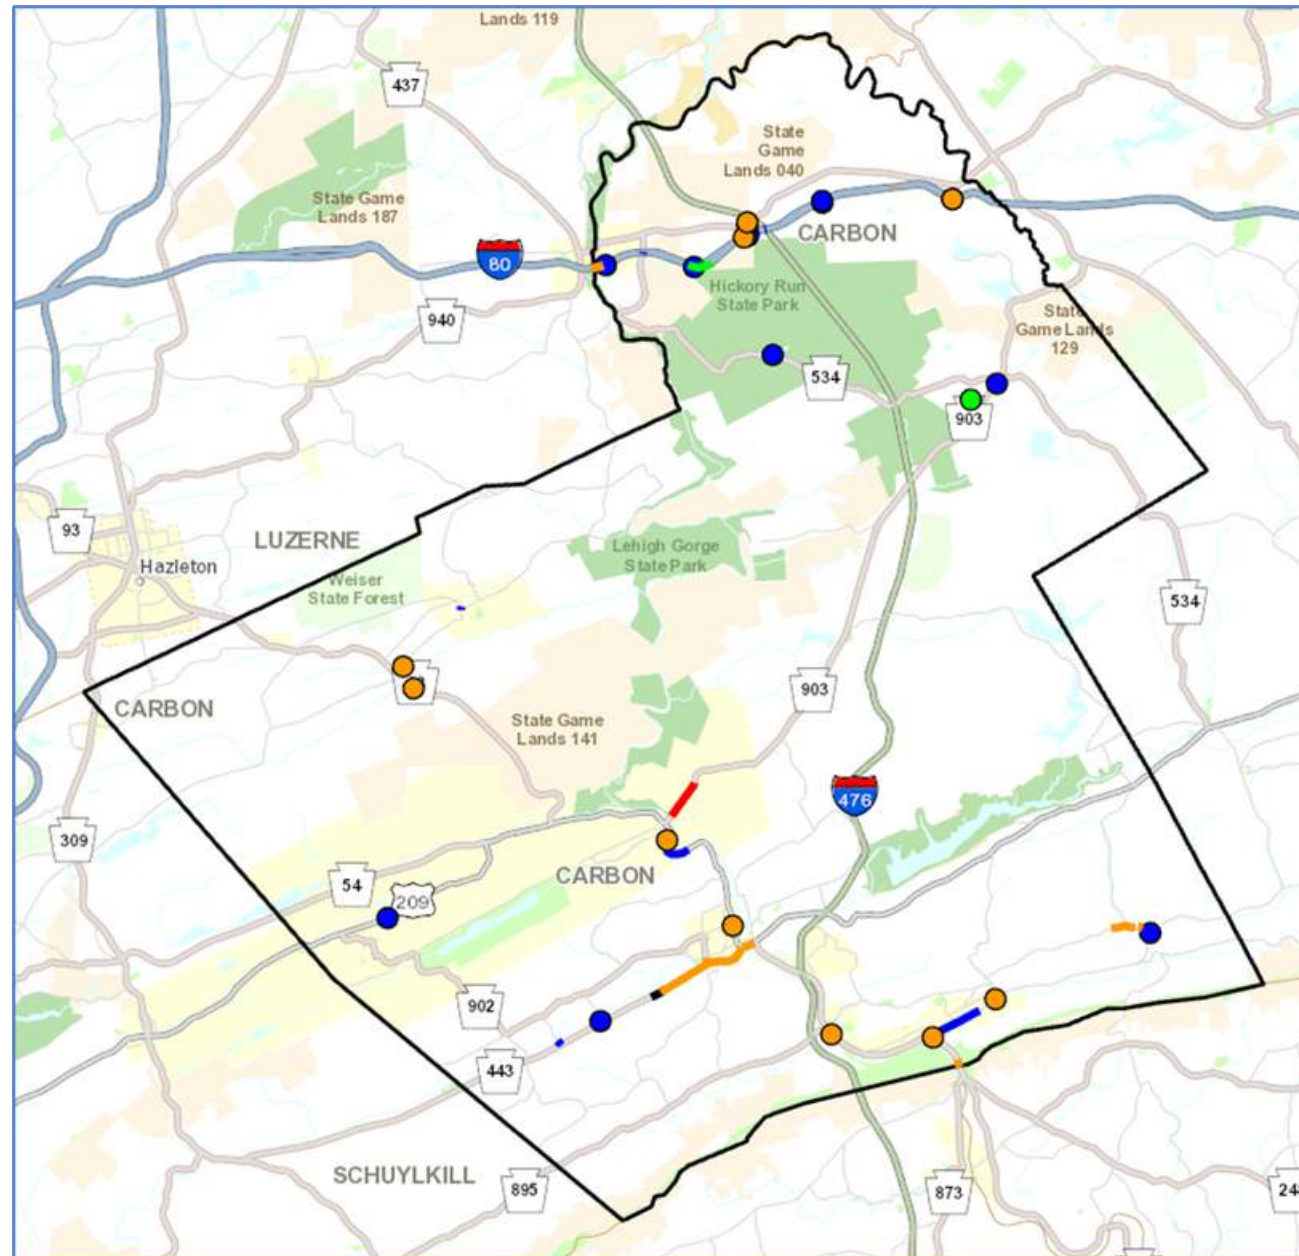 Lands 119
437
State
Game
Lands 040
State Game
Lands 187
CARBON
80
Hickory Run
State Park
940
State
Game Lands
129
534
903
93
LUZERNE
Hazleton
Lehigh Gorge
State Park
Weiser
State Forest
534
903
CARBON
State Game
Lands 141
476
309
CARBON
54
209
902
443
SCHUYLKILL
895
873